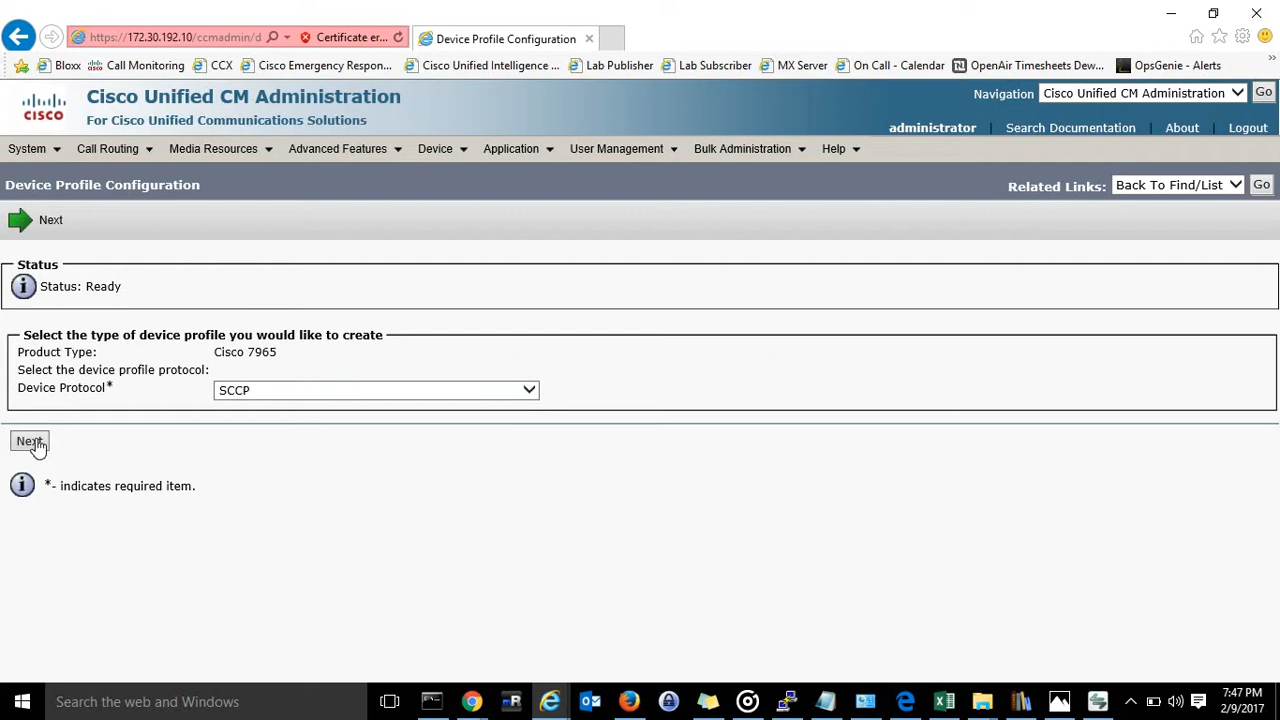 https://172.30.192.10/ccmadmin/d
Certificate er...
Device Profile Configuration
Bloxx
Call Monitoring
CCX
Cisco Emergency Respon...
Cisco Unified Intelligence ...
Lab Publisher
Lab Subscriber
MX Server
On Call - Calendar
OpenAir Timesheets Dew...
OpsGenie - Alerts
Cisco Unified CM Administration
Navigation
Cisco Unified CM Administration
Go
CISCO
For Cisco Unified Communications Solutions
administrator
Search Documentation
About
Logout
System
Call Routing
Media Resources
Advanced Features
Device
Application
User Management
Bulk Administration
Help
Device Profile Configuration
Related Links:
Back To Find/List
Go
Next
Status
Status: Ready
Select the type of device profile you would like to create
Product Type:
Cisco 7965
Select the device profile protocol:
Device Protocol*
SCCP
Next
*- indicates required item.
Search the web and Windows
7:47 PM
2/9/2017